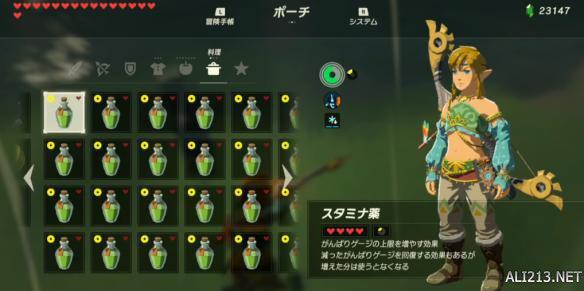 L
冒険手帳
ポーチ
R
システム
23147
料理
スタミナ薬
がんばりゲージの上限を増やす効果
減ったがんばりゲージを回復する効果もあるが
増えた分は使うとなくなる
ALI213.NET